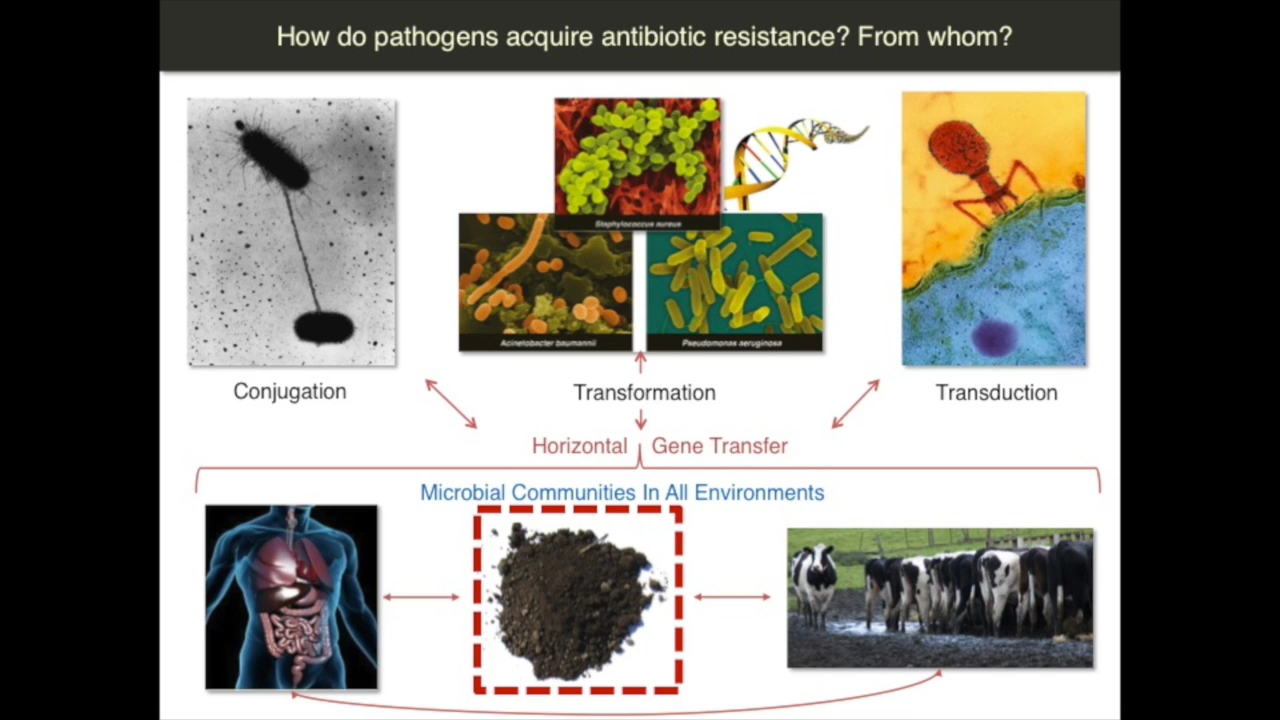 How do pathogens acquire antibiotic resistance? From whom?
Staphylococcus aureus
Acinetobacter baumannii
Pseudomonas aeruginosa
Conjugation
Transformation
Transduction
Horizontal Gene Transfer
Microbial Communities In All Environments